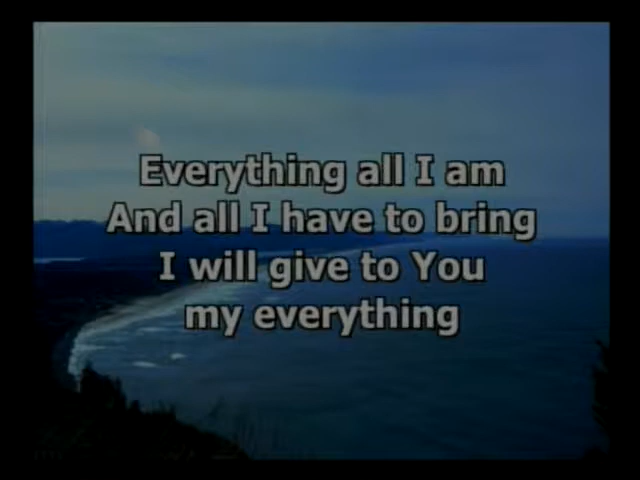 Everything all I am
And all I have to bring
I will give to You
my everything